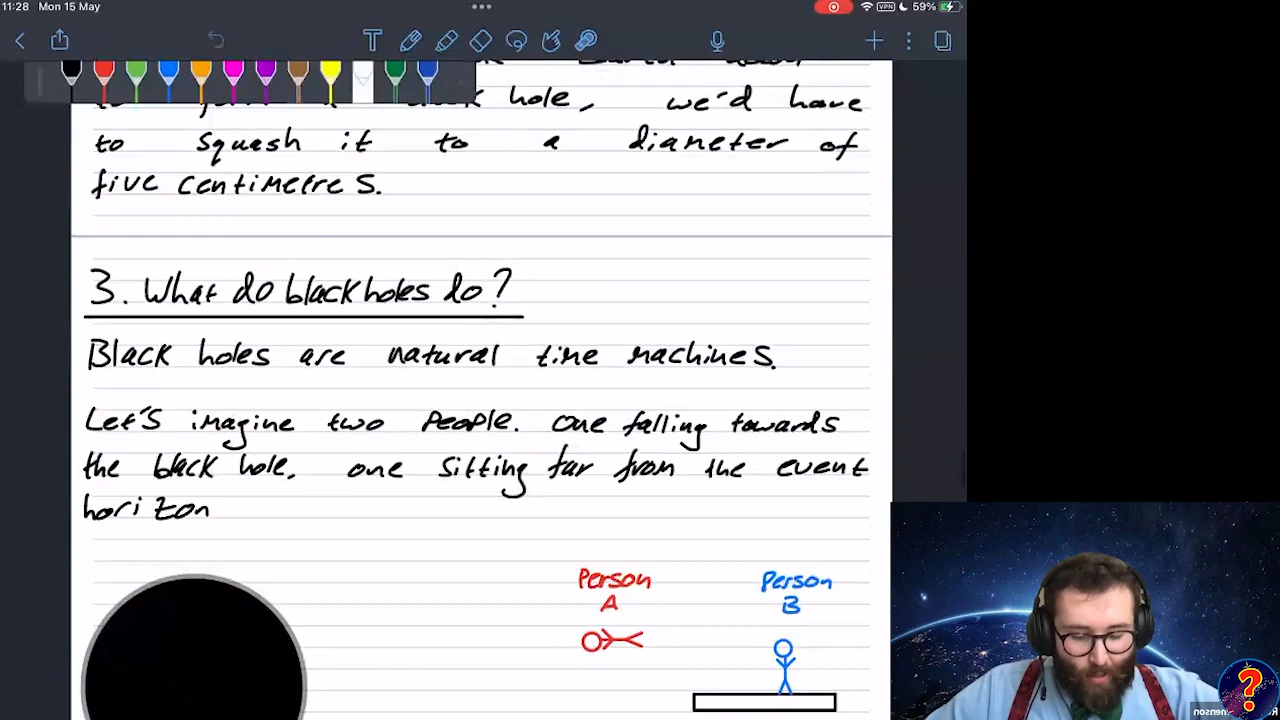 11:28 Mon 15 May
VPN 59%
T
hole, we'd have
to squash it to a diameter of
five centimetres.
3. What do black holes do?
Black holes are natural time machines.
Let's imagine two people. One falling towards
the black hole, one sitting far from the event
horizon
Person
A
Person
B
?